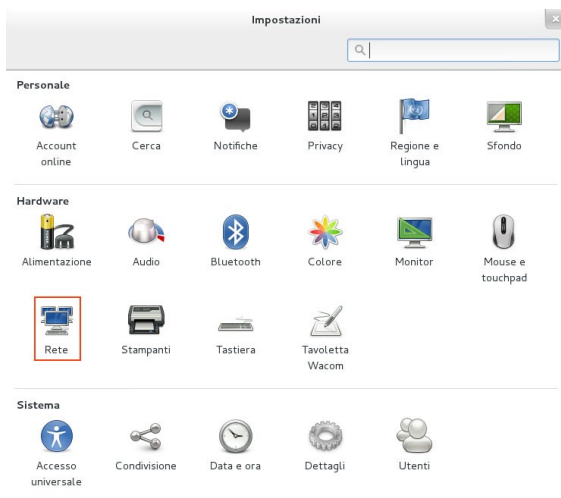 Impostazioni
Personale
Account online
Cerca
Notifiche
Privacy
Regione e lingua
Sfondo
Hardware
Alimentazione
Audio
Bluetooth
Colore
Monitor
Mouse e touchpad
Rete
Stampanti
Tastiera
Tavoletta Wacom
Sistema
Accesso universale
Condivisione
Data e ora
Dettagli
Utenti